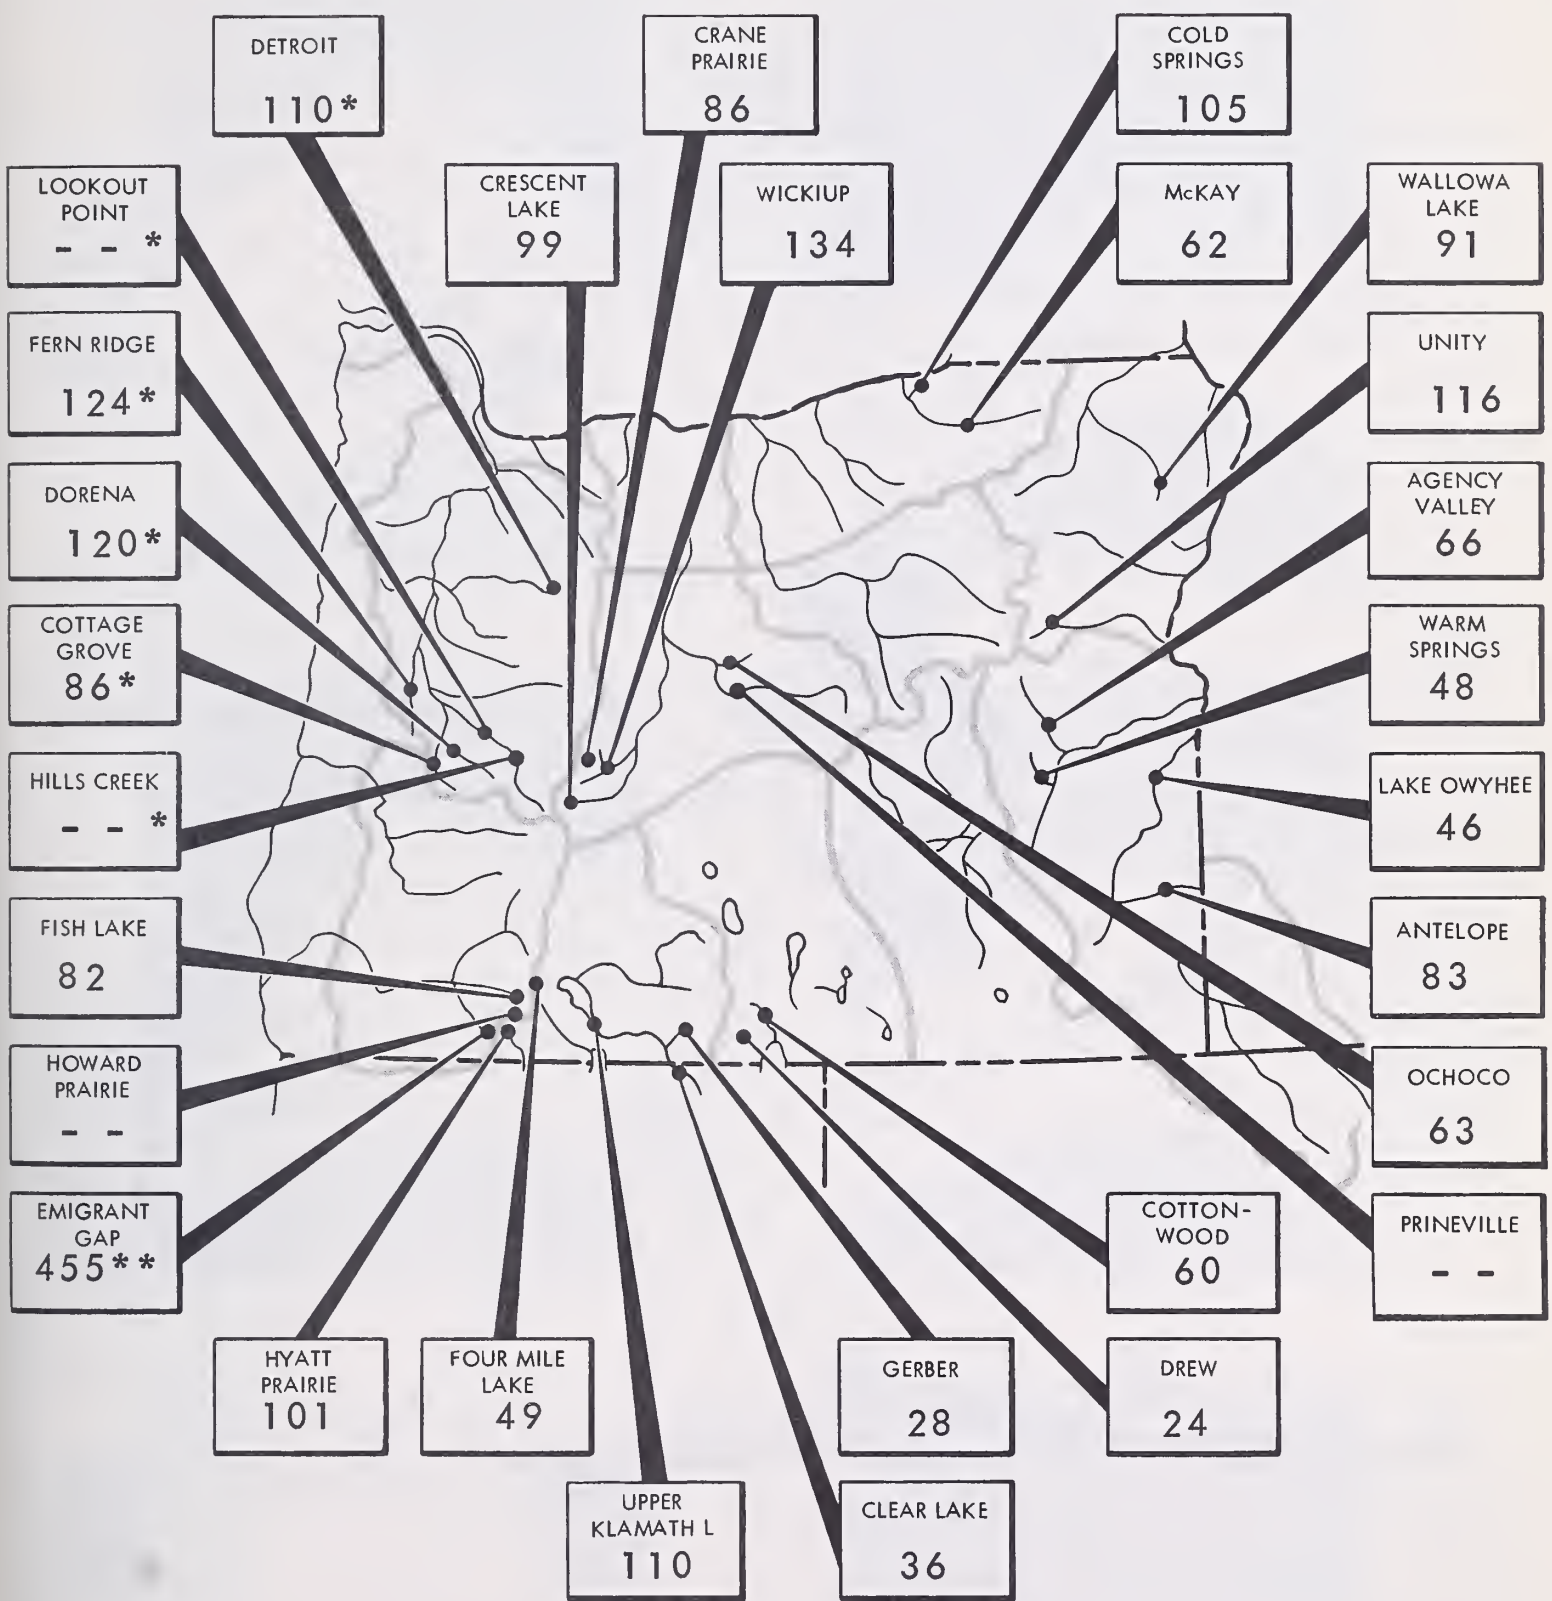 DETROIT
110*
CRANE
PRAIRIE
86
COLD
SPRINGS
105
LOOKOUT
POINT
- - *
CRESCENT
LAKE
99
WICKIUP
134
McKAY
62
WALLOWA
LAKE
91
FERN RIDGE
124*
UNITY
116
DORENA
120*
AGENCY
VALLEY
66
COTTAGE
GROVE
86*
WARM
SPRINGS
48
HILLS CREEK
- - *
LAKE OWYHEE
46
FISH LAKE
82
ANTELOPE
83
HOWARD
PRAIRIE
- -
OCHOCO
63
EMIGRANT
GAP
455**
COTTON-
WOOD
60
PRINEVILLE
- -
HYATT
PRAIRIE
101
FOUR MILE
LAKE
49
GERBER
28
DREW
24
UPPER
KLAMATH L
110
CLEAR LAKE
36